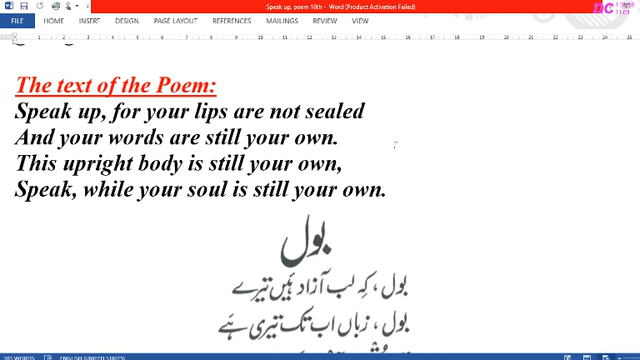 Speak up, poem 10th - Word (Product Activation Failed)
FILE HOME INSERT DESIGN PAGE LAYOUT REFERENCES MAILINGS REVIEW VIEW
The text of the Poem:
Speak up, for your lips are not sealed
And your words are still your own.
This upright body is still your own,
Speak, while your soul is still your own.
بول
بول، کہ لب آزاد ہیں تیرے
بول، زباں اب تک تیری ہے
ENGLISH (UNITED STATES)